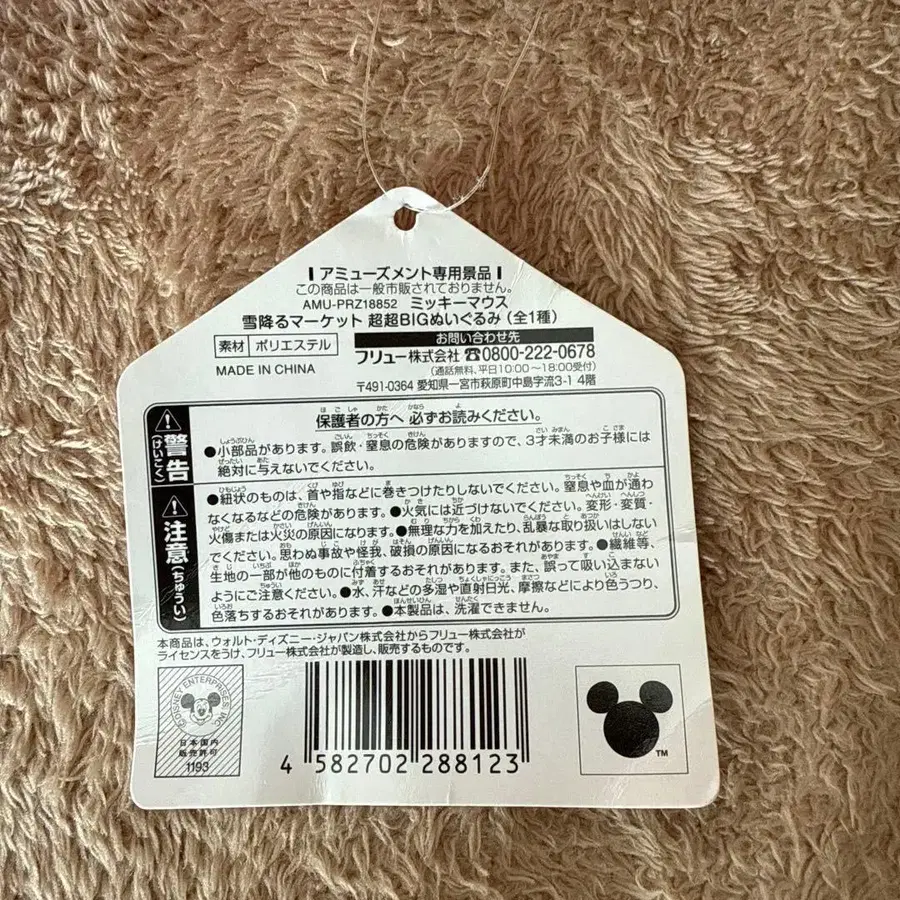 アミューズメント専用景品
この商品は一般市販されておりません。
AMU-PRZ18852 ミッキーマウス
雪降るマーケット 超超BIGぬいぐるみ(全1種)
素材 ポリエステル
MADE IN CHINA
お問い合わせ先
フリュー株式会社 ☎0800-222-0678
(通話無料、平日10:00~18:00受付)
〒491-0364 愛知県一宮市萩原町中島字流3-1 4階
警告(けいこく)
保護者の方へ 必ずお読みください。
●小部品があります。誤飲・窒息の危険がありますので、3才未満のお子様には
絶対に与えないでください。
注意(ちゅうい)
●紐状のものは、首や指などに巻きつけたりしないでください。窒息や血が通わ
なくなるなどの危険があります。●火気には近づけないでください。変形・変質・
火傷または火災の原因になります。●無理な力を加えたり、乱暴な取り扱いはしない
でください。思わぬ事故や怪我、破損の原因になるおそれがあります。●繊維等、
生地の一部が他のものに付着するおそれがあります。また、誤って吸い込まない
ようにご注意ください。●水、汗などの多湿や直射日光、摩擦などにより色うつり、
色落ちするおそれがあります。●本製品は、洗濯できません。
本商品は、ウォルト・ディズニー・ジャパン株式会社からフリュー株式会社が
ライセンスをうけ、フリュー株式会社が製造し、販売するものです。
©DISNEY ENTERPRISES INC.
日本国内
販売許可
1193
4 582702 288123
TM